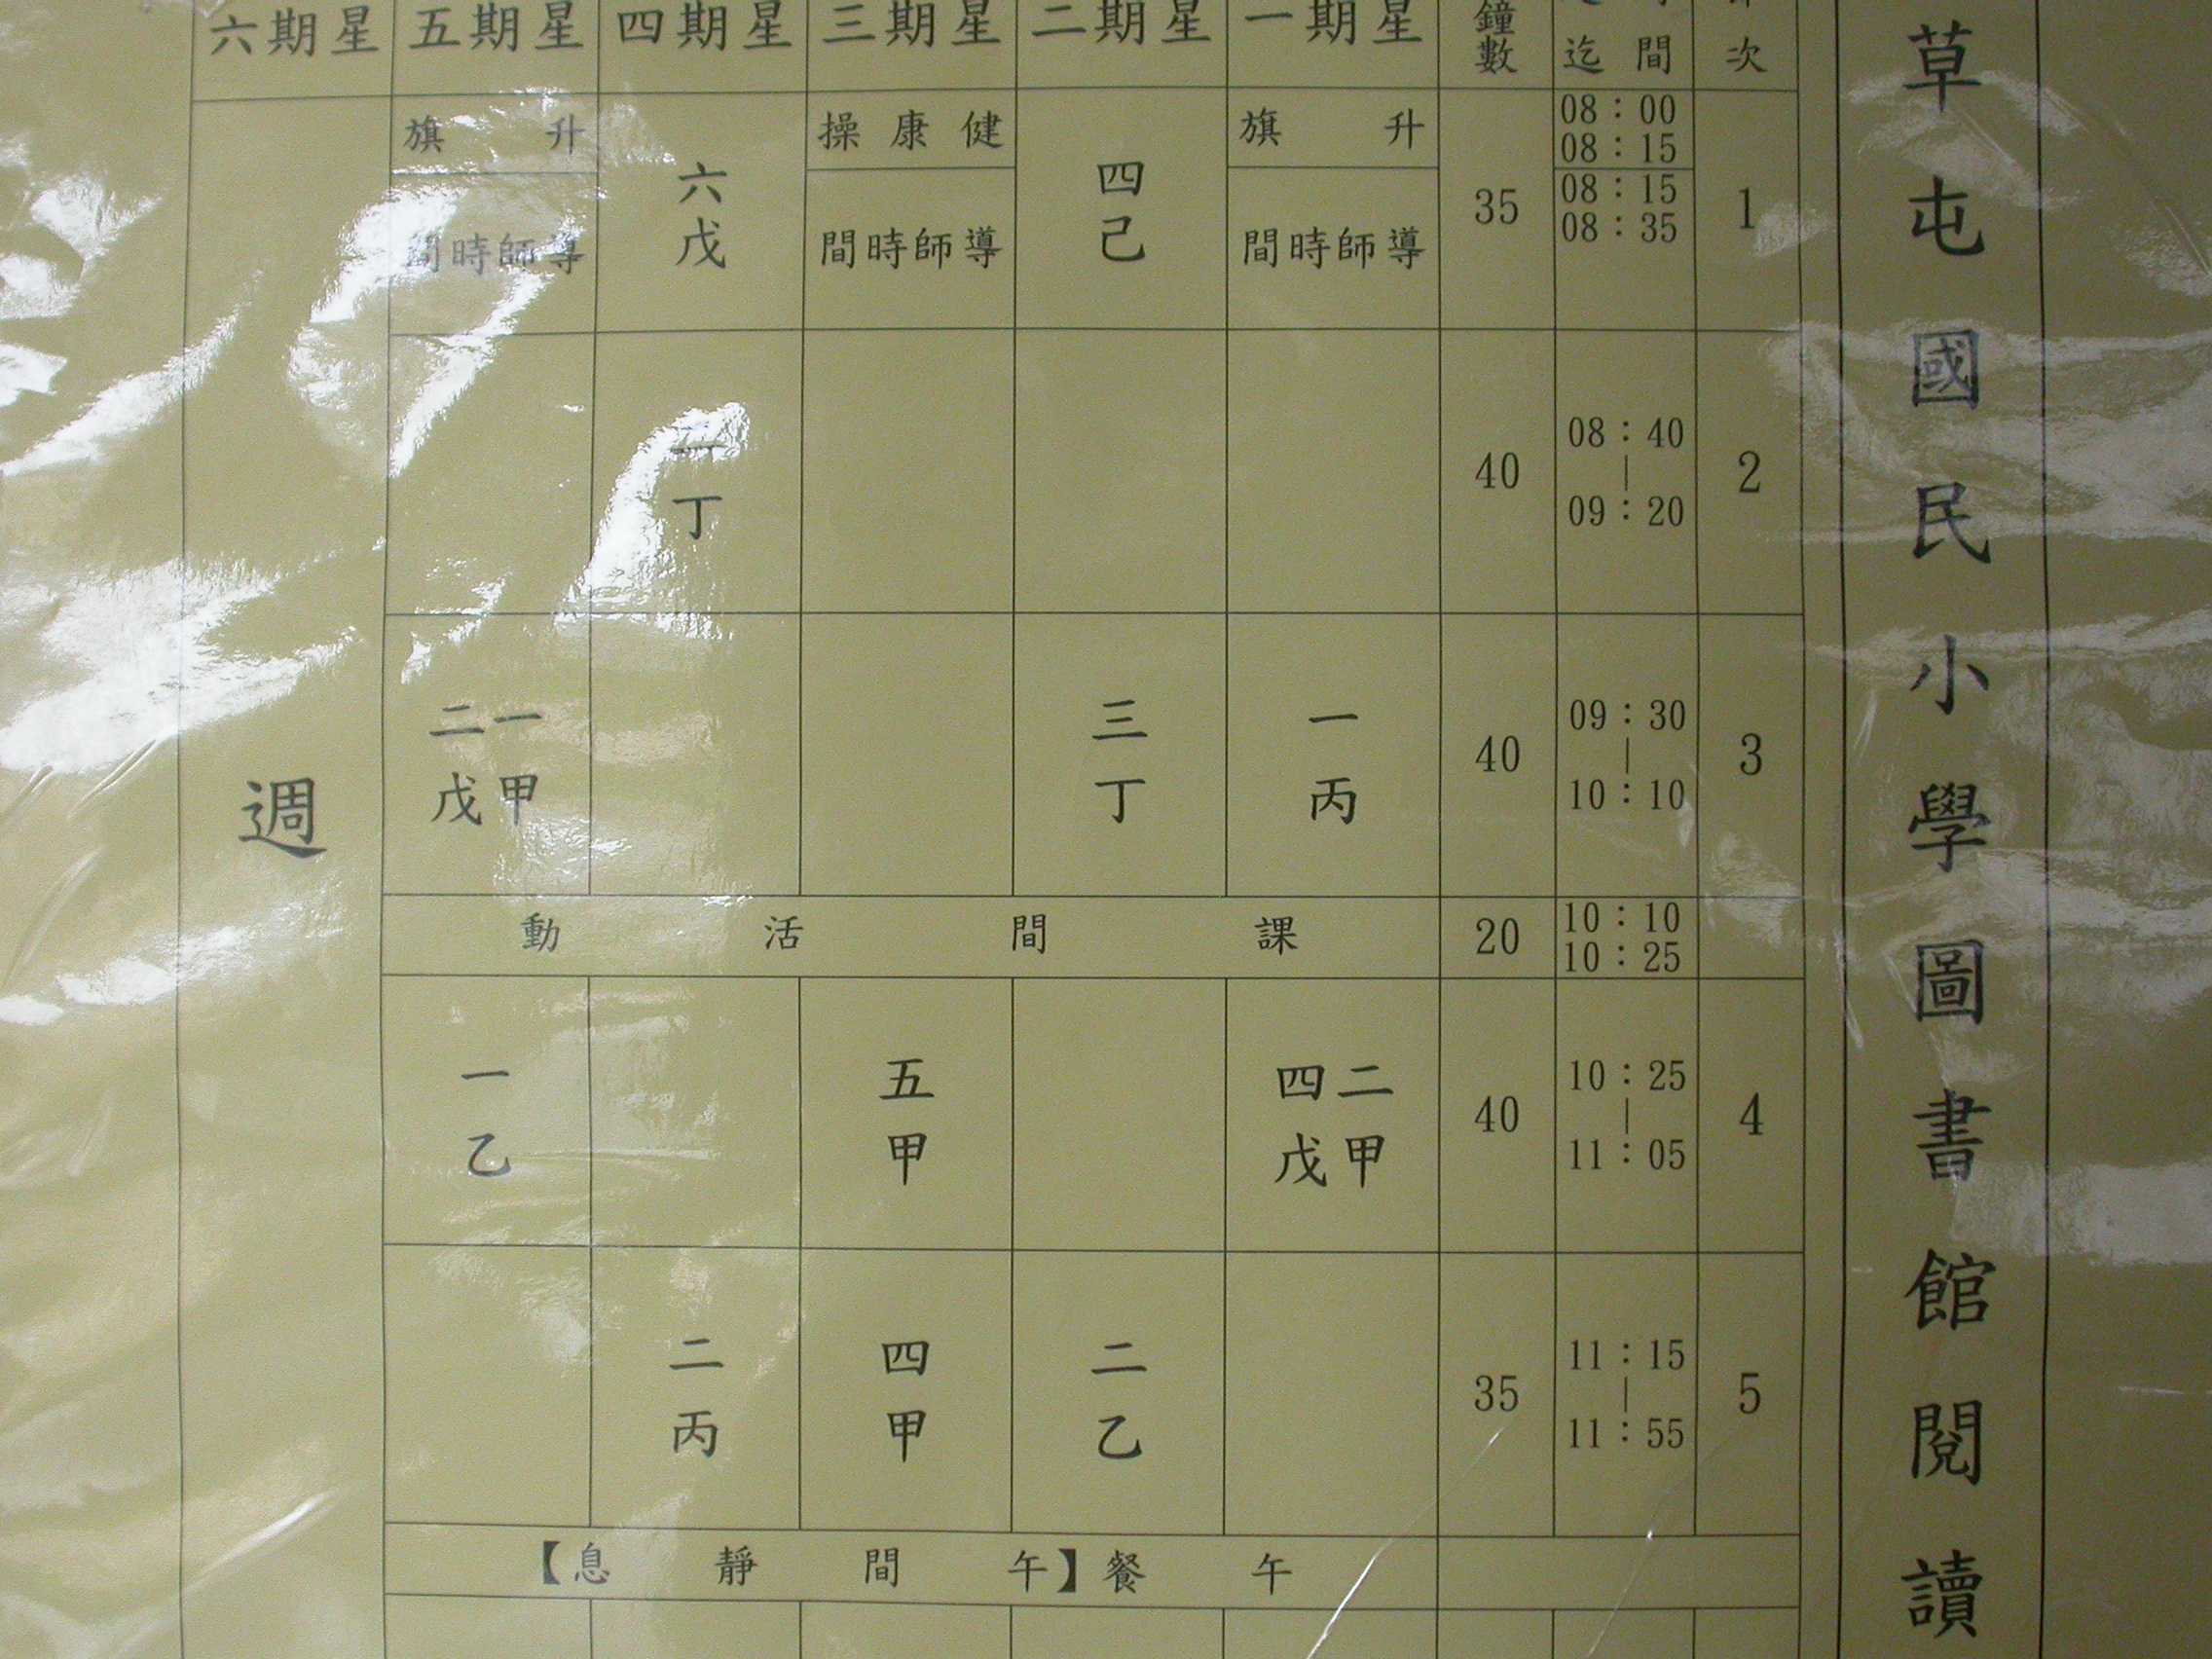 草屯國民小學圖書館閱讀
次
間
迄
鐘數
星期一
星期二
星期三
星期四
星期五
星期六
1
08：00
08：15
08：15
08：35
35
升旗
導師時間
四己
健康操
導師時間
六戊
升旗
導師時間
2
08：40
｜
09：20
40
丁
3
09：30
｜
10：10
40
一丙
三丁
一甲
二戊
10：10
10：25
20
課間活動
4
10：25
｜
11：05
40
二甲
四戊
五甲
一乙
5
11：15
｜
11：55
35
二乙
四甲
二丙
午餐【午間靜息】
週